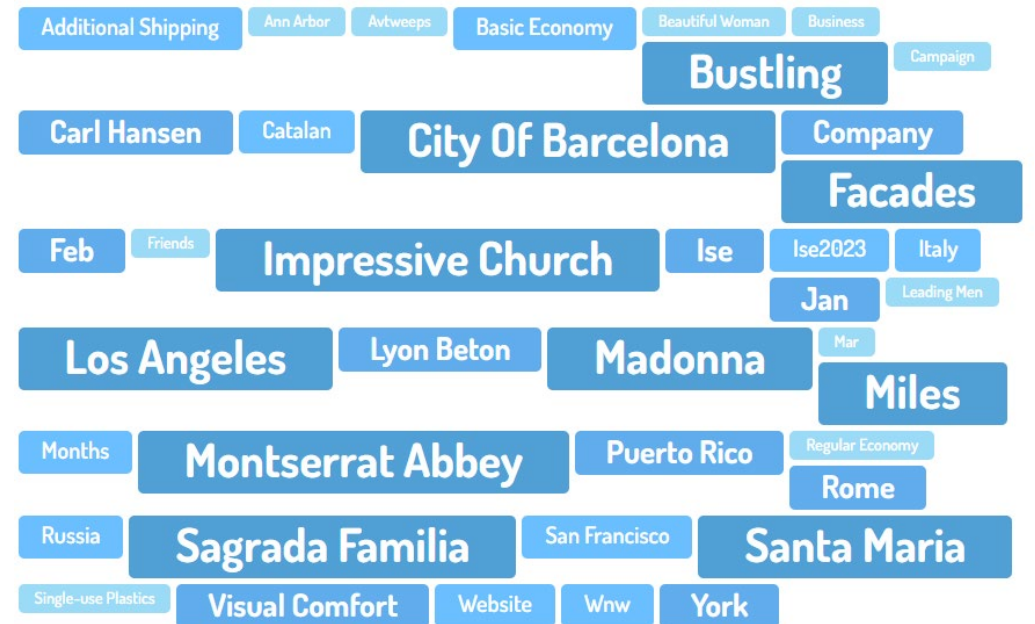 Additional Shipping Ann Arbor Avtweeps Basic Economy Beautiful Woman Business
Bustling Campaign
Carl Hansen Catalan City Of Barcelona Company
Facades
Feb Friends Impressive Church Ise Ise2023 Italy
Jan Leading Men
Los Angeles Lyon Beton Madonna Mar
Miles
Months Montserrat Abbey Puerto Rico Regular Economy
Rome
Russia Sagrada Familia San Francisco Santa Maria
Single-use Plastics Visual Comfort Website Wnw York